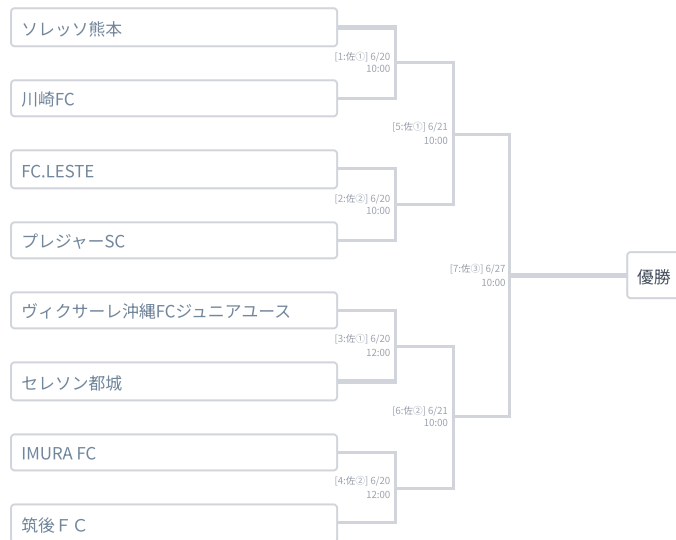 ソレッソ熊本
[1:佐①] 6/20
10:00
川崎FC
[5:佐①] 6/21
10:00
FC.LESTE
[2:佐②] 6/20
10:00
プレジャーSC
[7:佐③] 6/27
10:00
優勝
ヴィクサーレ沖縄FCジュニアユース
[3:佐①] 6/20
12:00
セレソン都城
[6:佐②] 6/21
10:00
IMURA FC
[4:佐②] 6/20
12:00
筑後ＦＣ